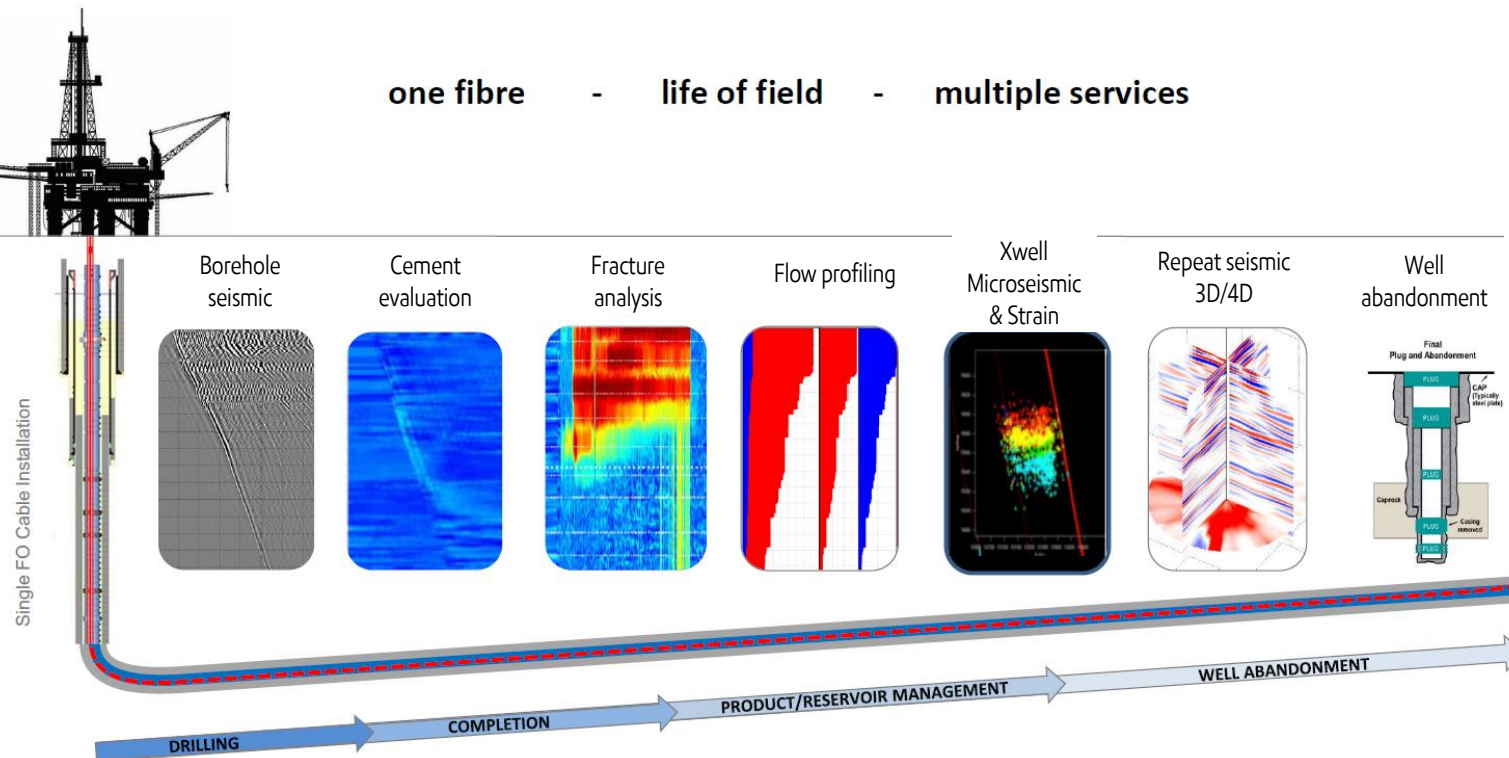 one fibre - life of field - multiple services
Single FO Cable Installation
Borehole
seismic
Cement
evaluation
Fracture
analysis
Flow profiling
Xwell
Microseismic
& Strain
Repeat seismic
3D/4D
Well
abandonment
Final
Plug and Abandonment
PLUG
CAP
(Typically
steel plate)
PLUG
PLUG
Caprock
PLUG
Casing
removed
PLUG
DRILLING
COMPLETION
PRODUCT/RESERVOIR MANAGEMENT
WELL ABANDONMENT